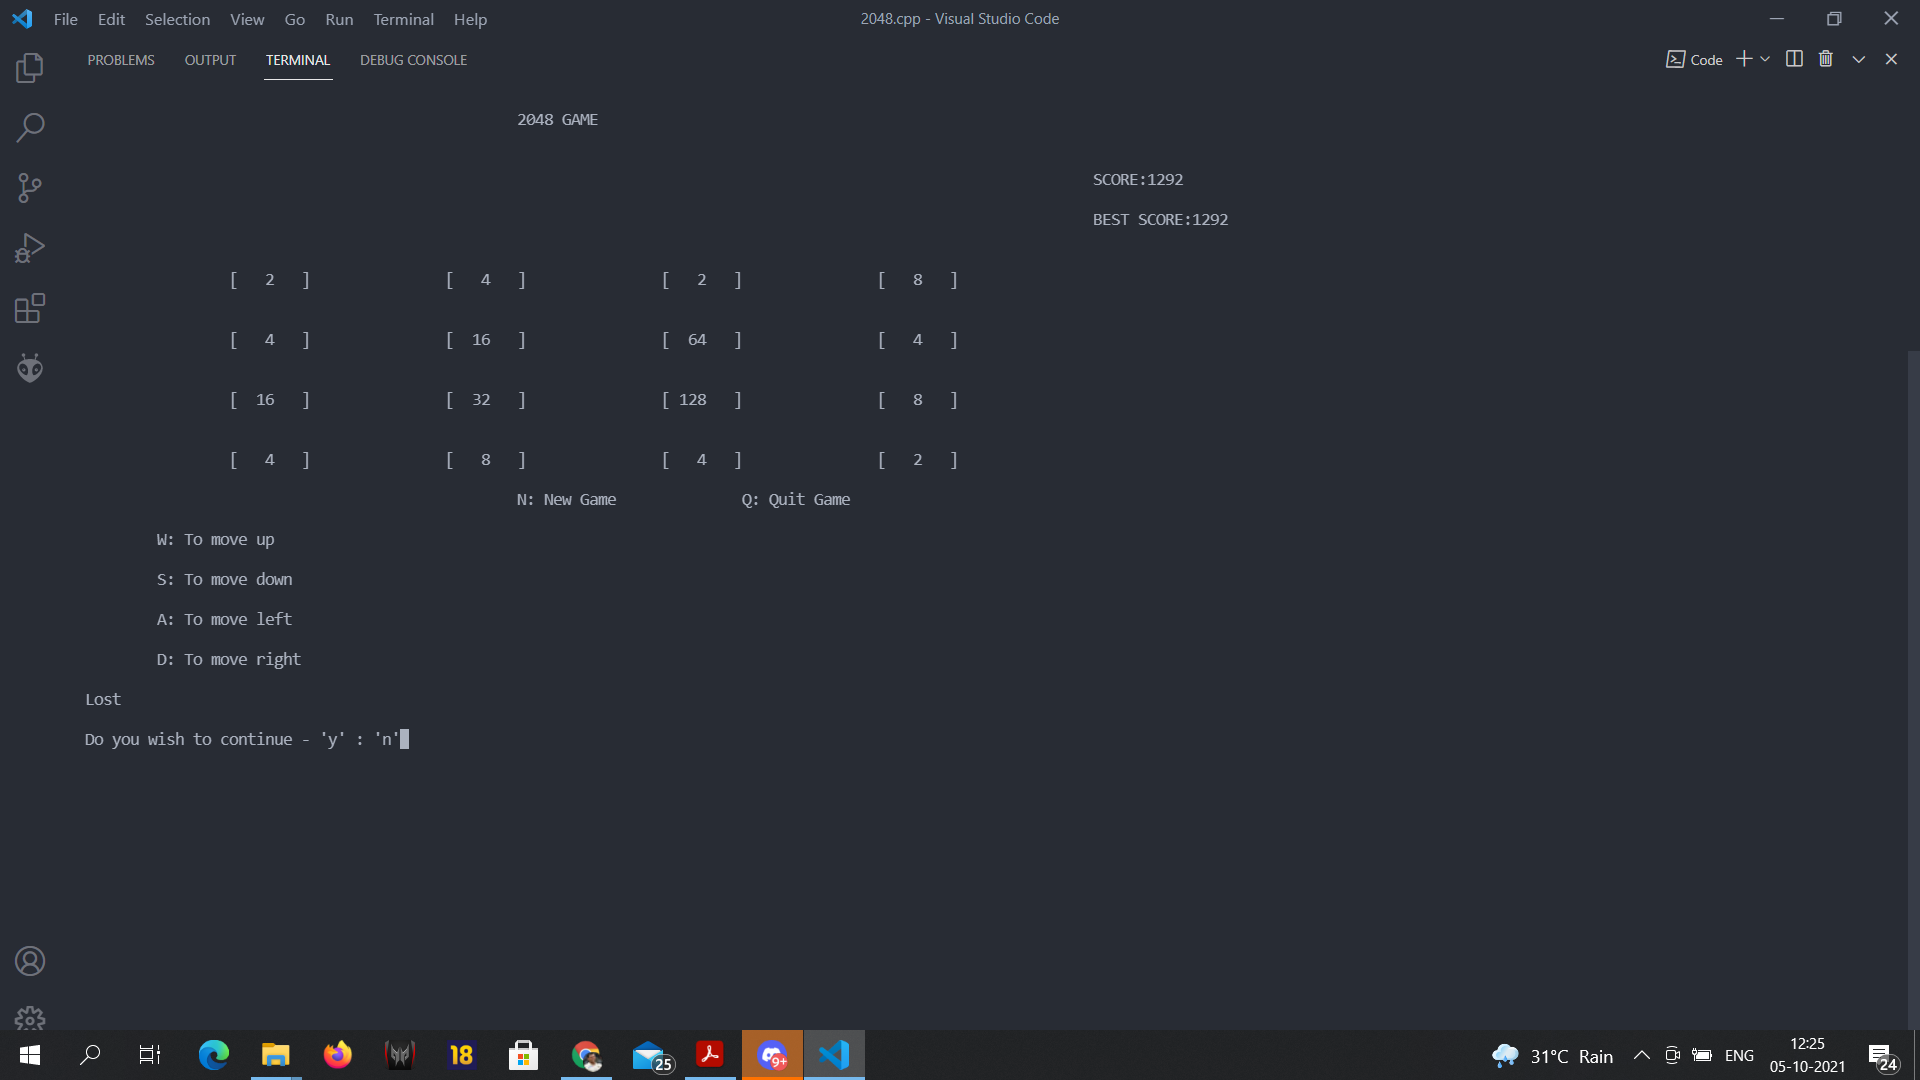 File Edit Selection View Go Run Terminal Help 2048.cpp - Visual Studio Code
PROBLEMS OUTPUT TERMINAL DEBUG CONSOLE Code
2048 GAME
SCORE:1292
BEST SCORE:1292
[ 2 ] [ 4 ] [ 2 ] [ 8 ]
[ 4 ] [ 16 ] [ 64 ] [ 4 ]
[ 16 ] [ 32 ] [ 128 ] [ 8 ]
[ 4 ] [ 8 ] [ 4 ] [ 2 ]
N: New Game Q: Quit Game
W: To move up
S: To move down
A: To move left
D: To move right
Lost
Do you wish to continue - 'y' : 'n'
18 25 9+ 31°C Rain ENG 12:25
05-10-2021 24